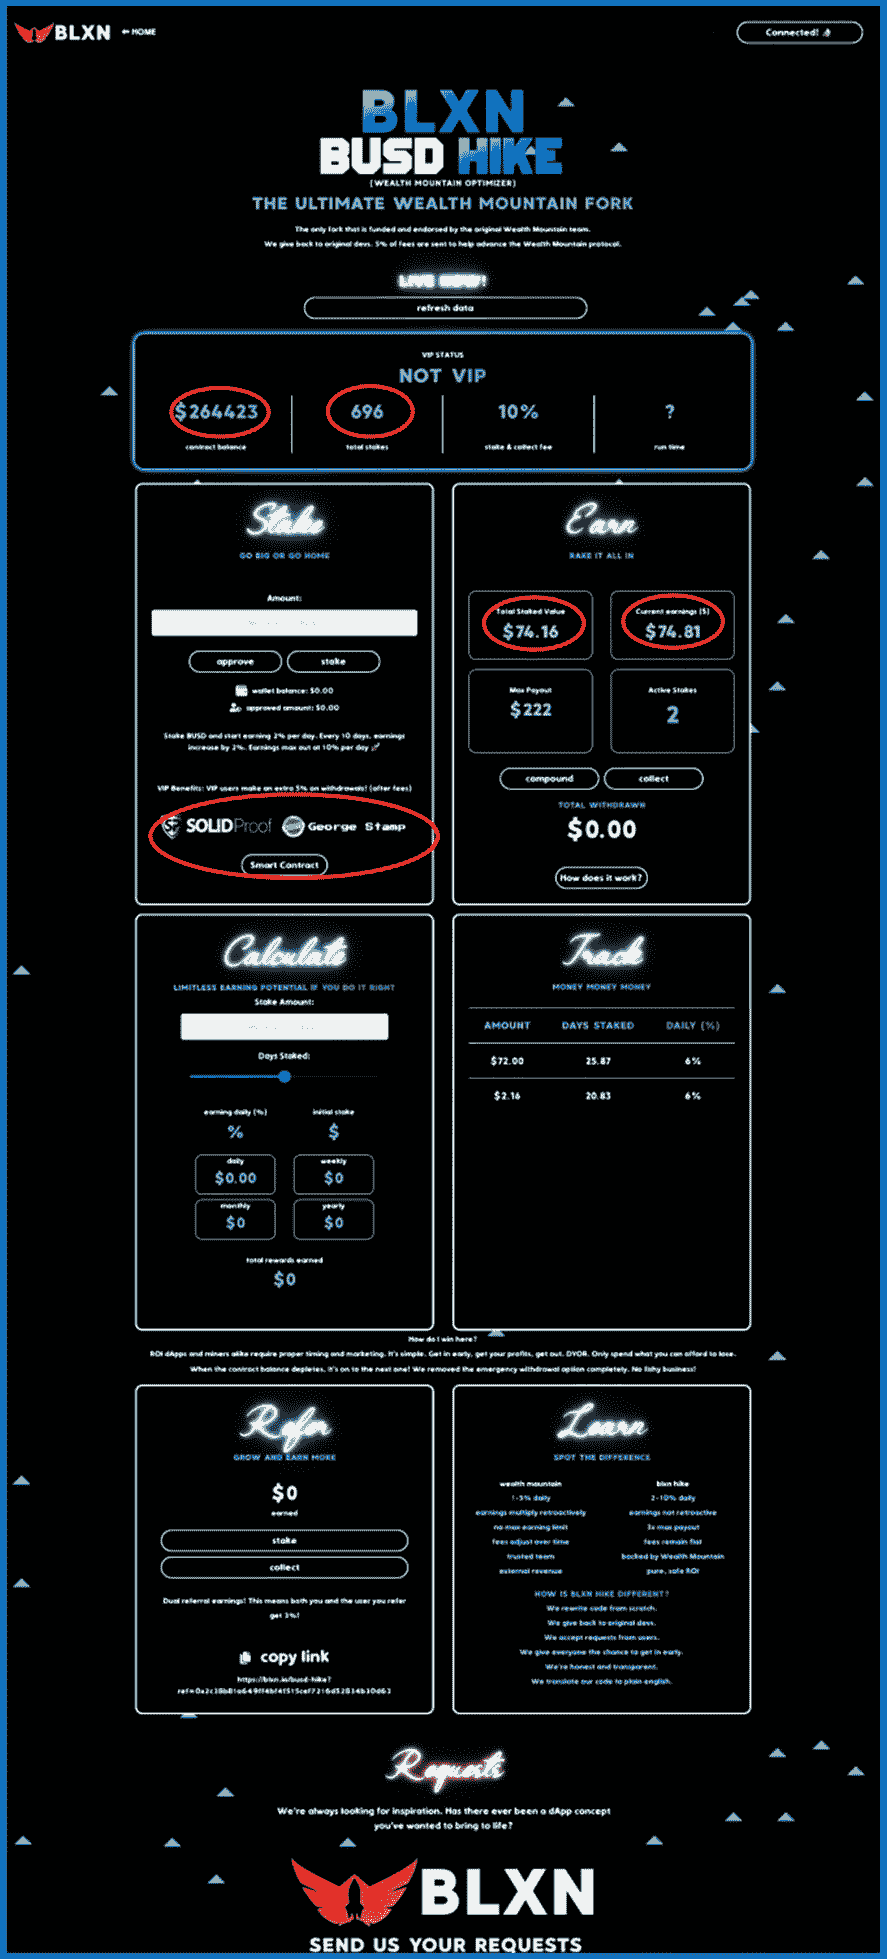 BLXN
HOME
Connected!
BLXN
BUSD HIKE
(WEALTH MOUNTAIN OPTIMIZER)
THE ULTIMATE WEALTH MOUNTAIN FORK
The only fork that is funded and endorsed by the original Wealth Mountain team.
We give back to original devs. 5% of fees are sent to help advance the Wealth Mountain protocol.
LIVE NOW!
refresh data
VIP STATUS
NOT VIP
$264423
696
10%
?
contract balance
total stakes
stake & collect fee
run time
Stake
GO BIG OR GO HOME
Amount:
approve
stake
wallet balance: $0.00
approved amount: $0.00
Stake BUSD and start earning 2% per day. Every 10 days, earnings
increase by 2%. Earnings max out at 10% per day
VIP Benefits: VIP users make an extra 5% on withdrawals! (after fees)
SOLIDProof
George Stamp
Smart Contract
Earn
RAKE IT ALL IN
Total Staked Value
$74.16
Current earnings ($)
$74.81
Max Payout
$222
Active Stakes
2
compound
collect
TOTAL WITHDRAWN
$0.00
How does it work?
Calculate
LIMITLESS EARNING POTENTIAL IF YOU DO IT RIGHT
Stake Amount:
Days Staked:
earning daily (%)
initial stake
%
$
daily
$0.00
weekly
$0
monthly
$0
yearly
$0
total rewards earned
$0
Track
MONEY MONEY MONEY
AMOUNT DAYS STAKED DAILY (%)
$72.00 25.87 6%
$2.16 20.83 6%
How do I win here?
ROI dApps and miners alike require proper timing and marketing. It's simple. Get in early, get your profits, get out. DYOR. Only spend what you can afford to lose.
When the contract balance depletes, it's on to the next one! We removed the emergency withdrawal option completely. No fishy business!
Refer
GROW AND EARN MORE
$0
earned
stake
collect
Dual referral earnings! This means both you and the user you refer
get 3%!
copy link
https://blxn.io/busd-hike?
Learn
SPOT THE DIFFERENCE
wealth mountain blxn hike
1-5% daily 2-10% daily
earnings multiply retroactively earnings not retroactive
no max earning limit 3x max payout
fees adjust over time fees remain flat
trusted team backed by Wealth Mountain
external revenue pure, safe ROI
HOW IS BLXN HIKE DIFFERENT?
We rewrite code from scratch.
We give back to original devs.
We accept requests from users.
We give everyone the chance to get in early.
We're honest and transparent.
We translate our code to plain english.
Requests
We're always looking for inspiration. Has there ever been a dApp concept
you've wanted to bring to life?
BLXN
SEND US YOUR REQUESTS